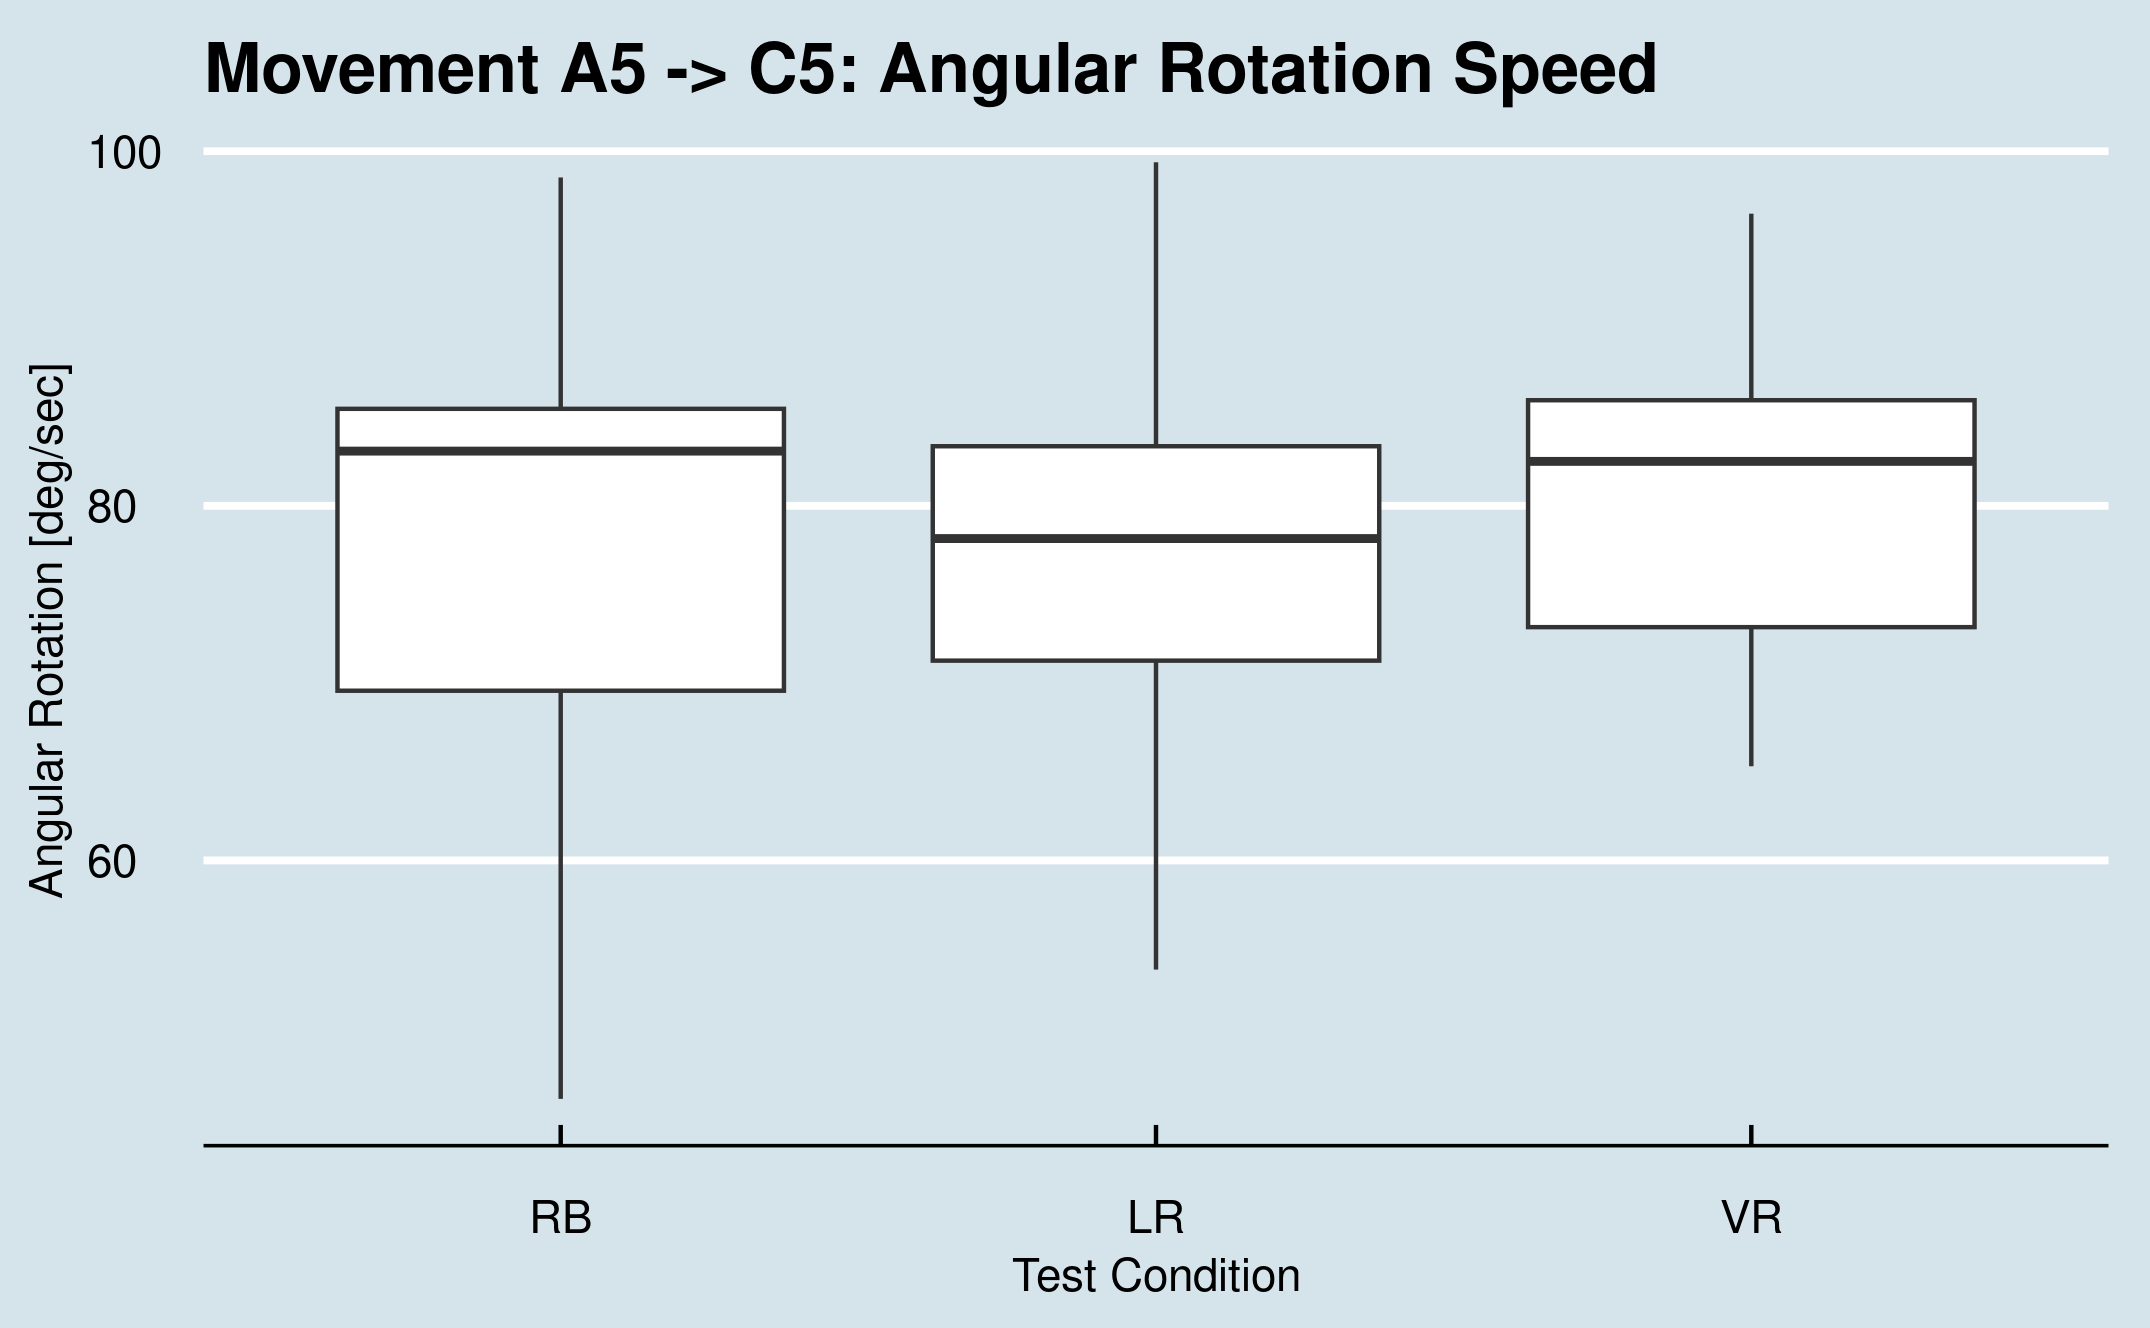 Movement A5 -> C5: Angular Rotation Speed
Angular Rotation [deg/sec]
100
80
60
RB
LR
VR
Test Condition